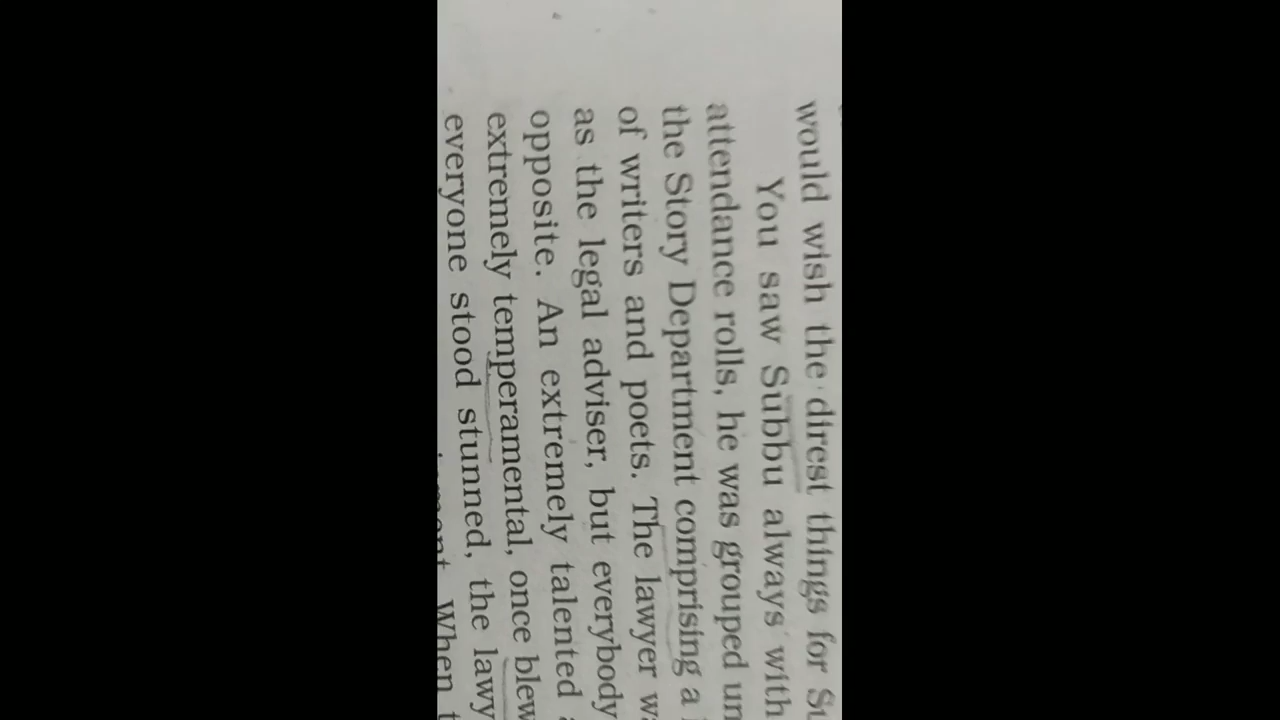 would wish the direst things for
You saw Subbu always with
attendance rolls, he was grouped
the Story Department comprising a
of writers and poets. The lawyer
as the legal adviser, but everybody
opposite. An extremely talented
extremely temperamental, once blew
everyone stood stunned, the
When